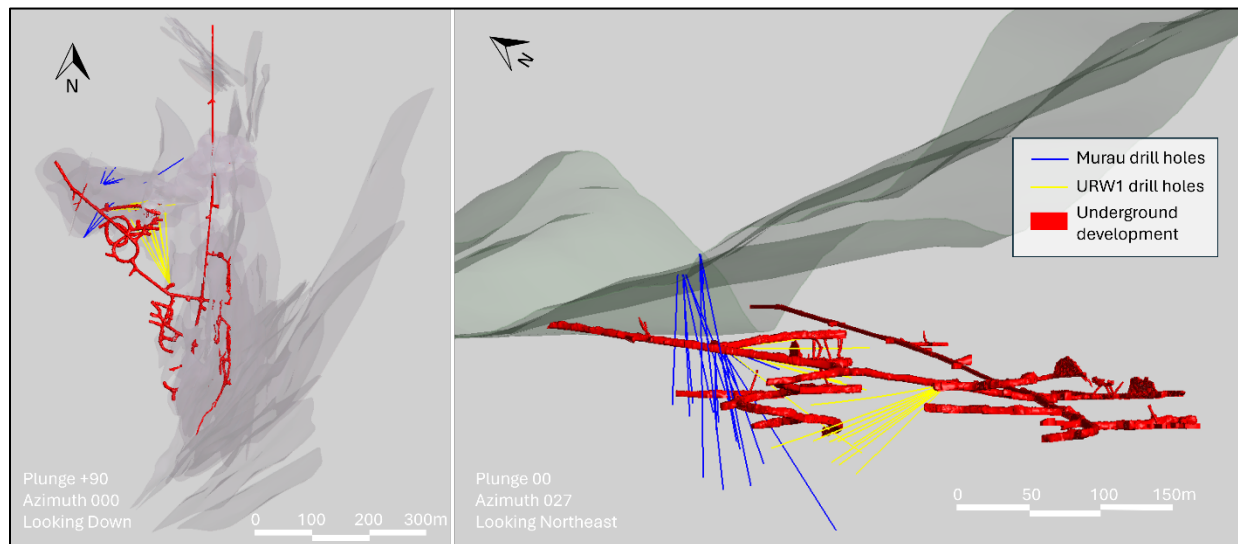 N
Plunge +90
Azimuth 000
Looking Down
0 100 200 300m
N
Murau drill holes
URW1 drill holes
Underground
development
Plunge 00
Azimuth 027
Looking Northeast
0 50 100 150m